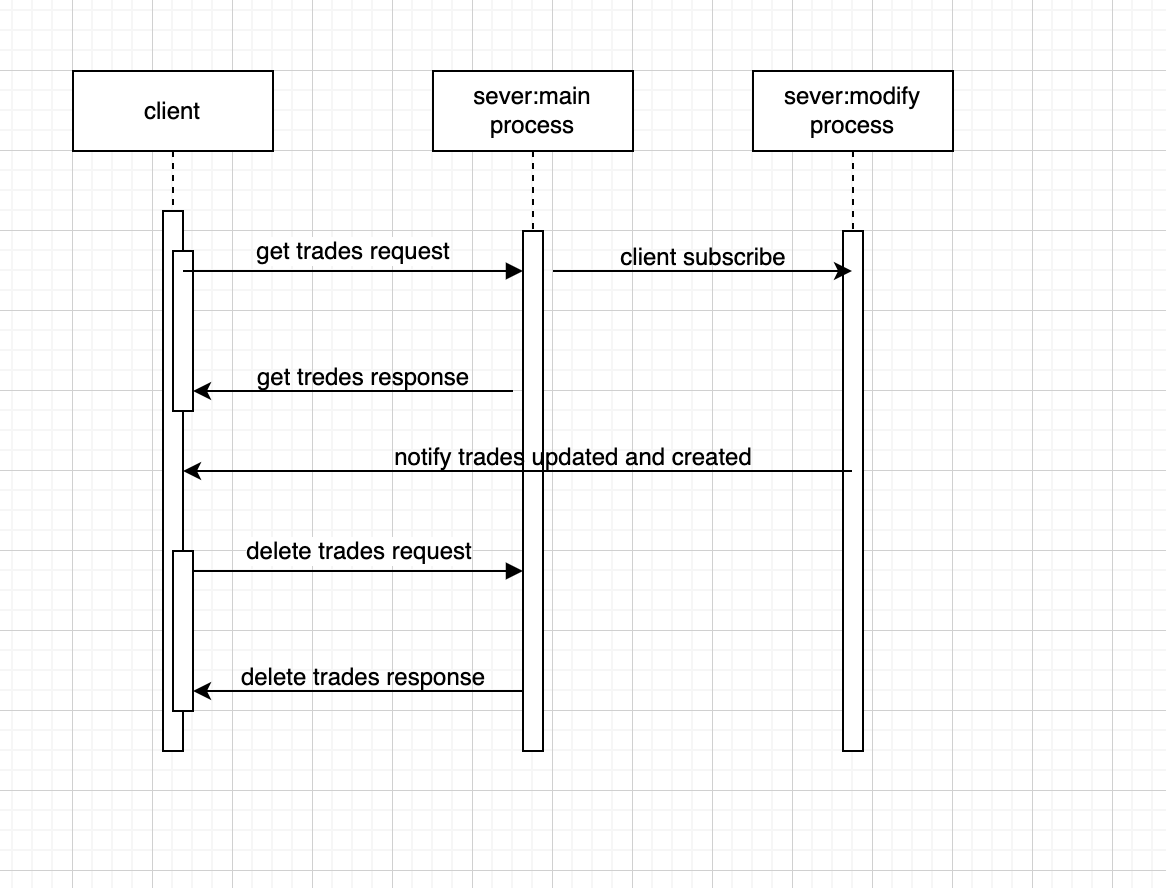 client
sever:main
process
sever:modify
process
get trades request
client subscribe
get tredes response
notify trades updated and created
delete trades request
delete trades response